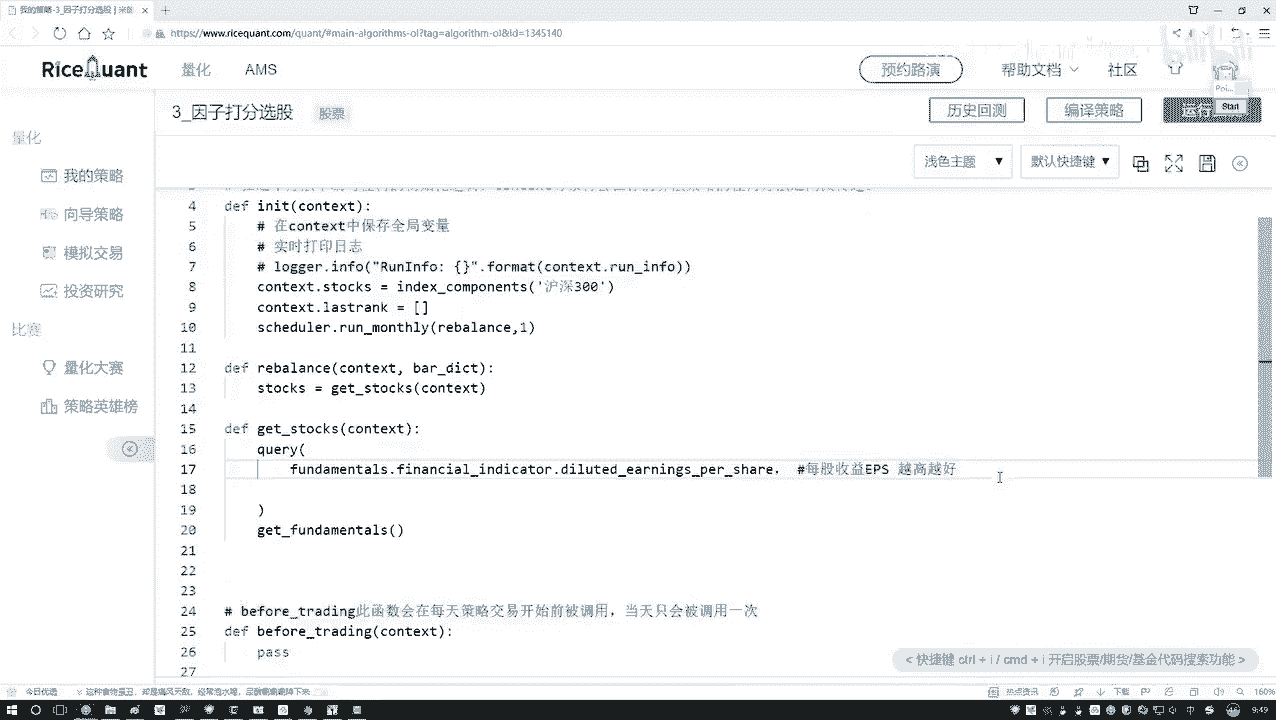 我的策略-3_因子打分选股
https://www.ricequant.com/quant/#main-algorithms-ol?tag=algorithm-ol&id=1345140
RiceQuant 量化 AMS 预约路演 帮助文档 社区
Start
3_因子打分选股 股票 历史回测 编译策略
量化
浅色主题 默认快捷键
我的策略
向导策略
模拟交易
投资研究
比赛
量化大赛
策略英雄榜
4 def init(context):
5 # 在context中保存全局变量
6 # 实时打印日志
7 # logger.info("RunInfo: {}".format(context.run_info))
8 context.stocks = index_components('沪深300')
9 context.lastrank = []
10 scheduler.run_monthly(rebalance,1)
11
12 def rebalance(context, bar_dict):
13 stocks = get_stocks(context)
14
15 def get_stocks(context):
16 query(
17 fundamentals.financial_indicator.diluted_earnings_per_share. #每股收益EPS 越高越好
18
19 )
20 get_fundamentals()
21
22
23
24 # before_trading此函数会在每天策略交易开始前被调用，当天只会被调用一次
25 def before_trading(context):
26 pass
27
< 快捷键 ctrl + i / cmd + i 开启股票/期货/基金代码搜索功能 >
今日优选
热点资讯 下载 160%
中 9:49